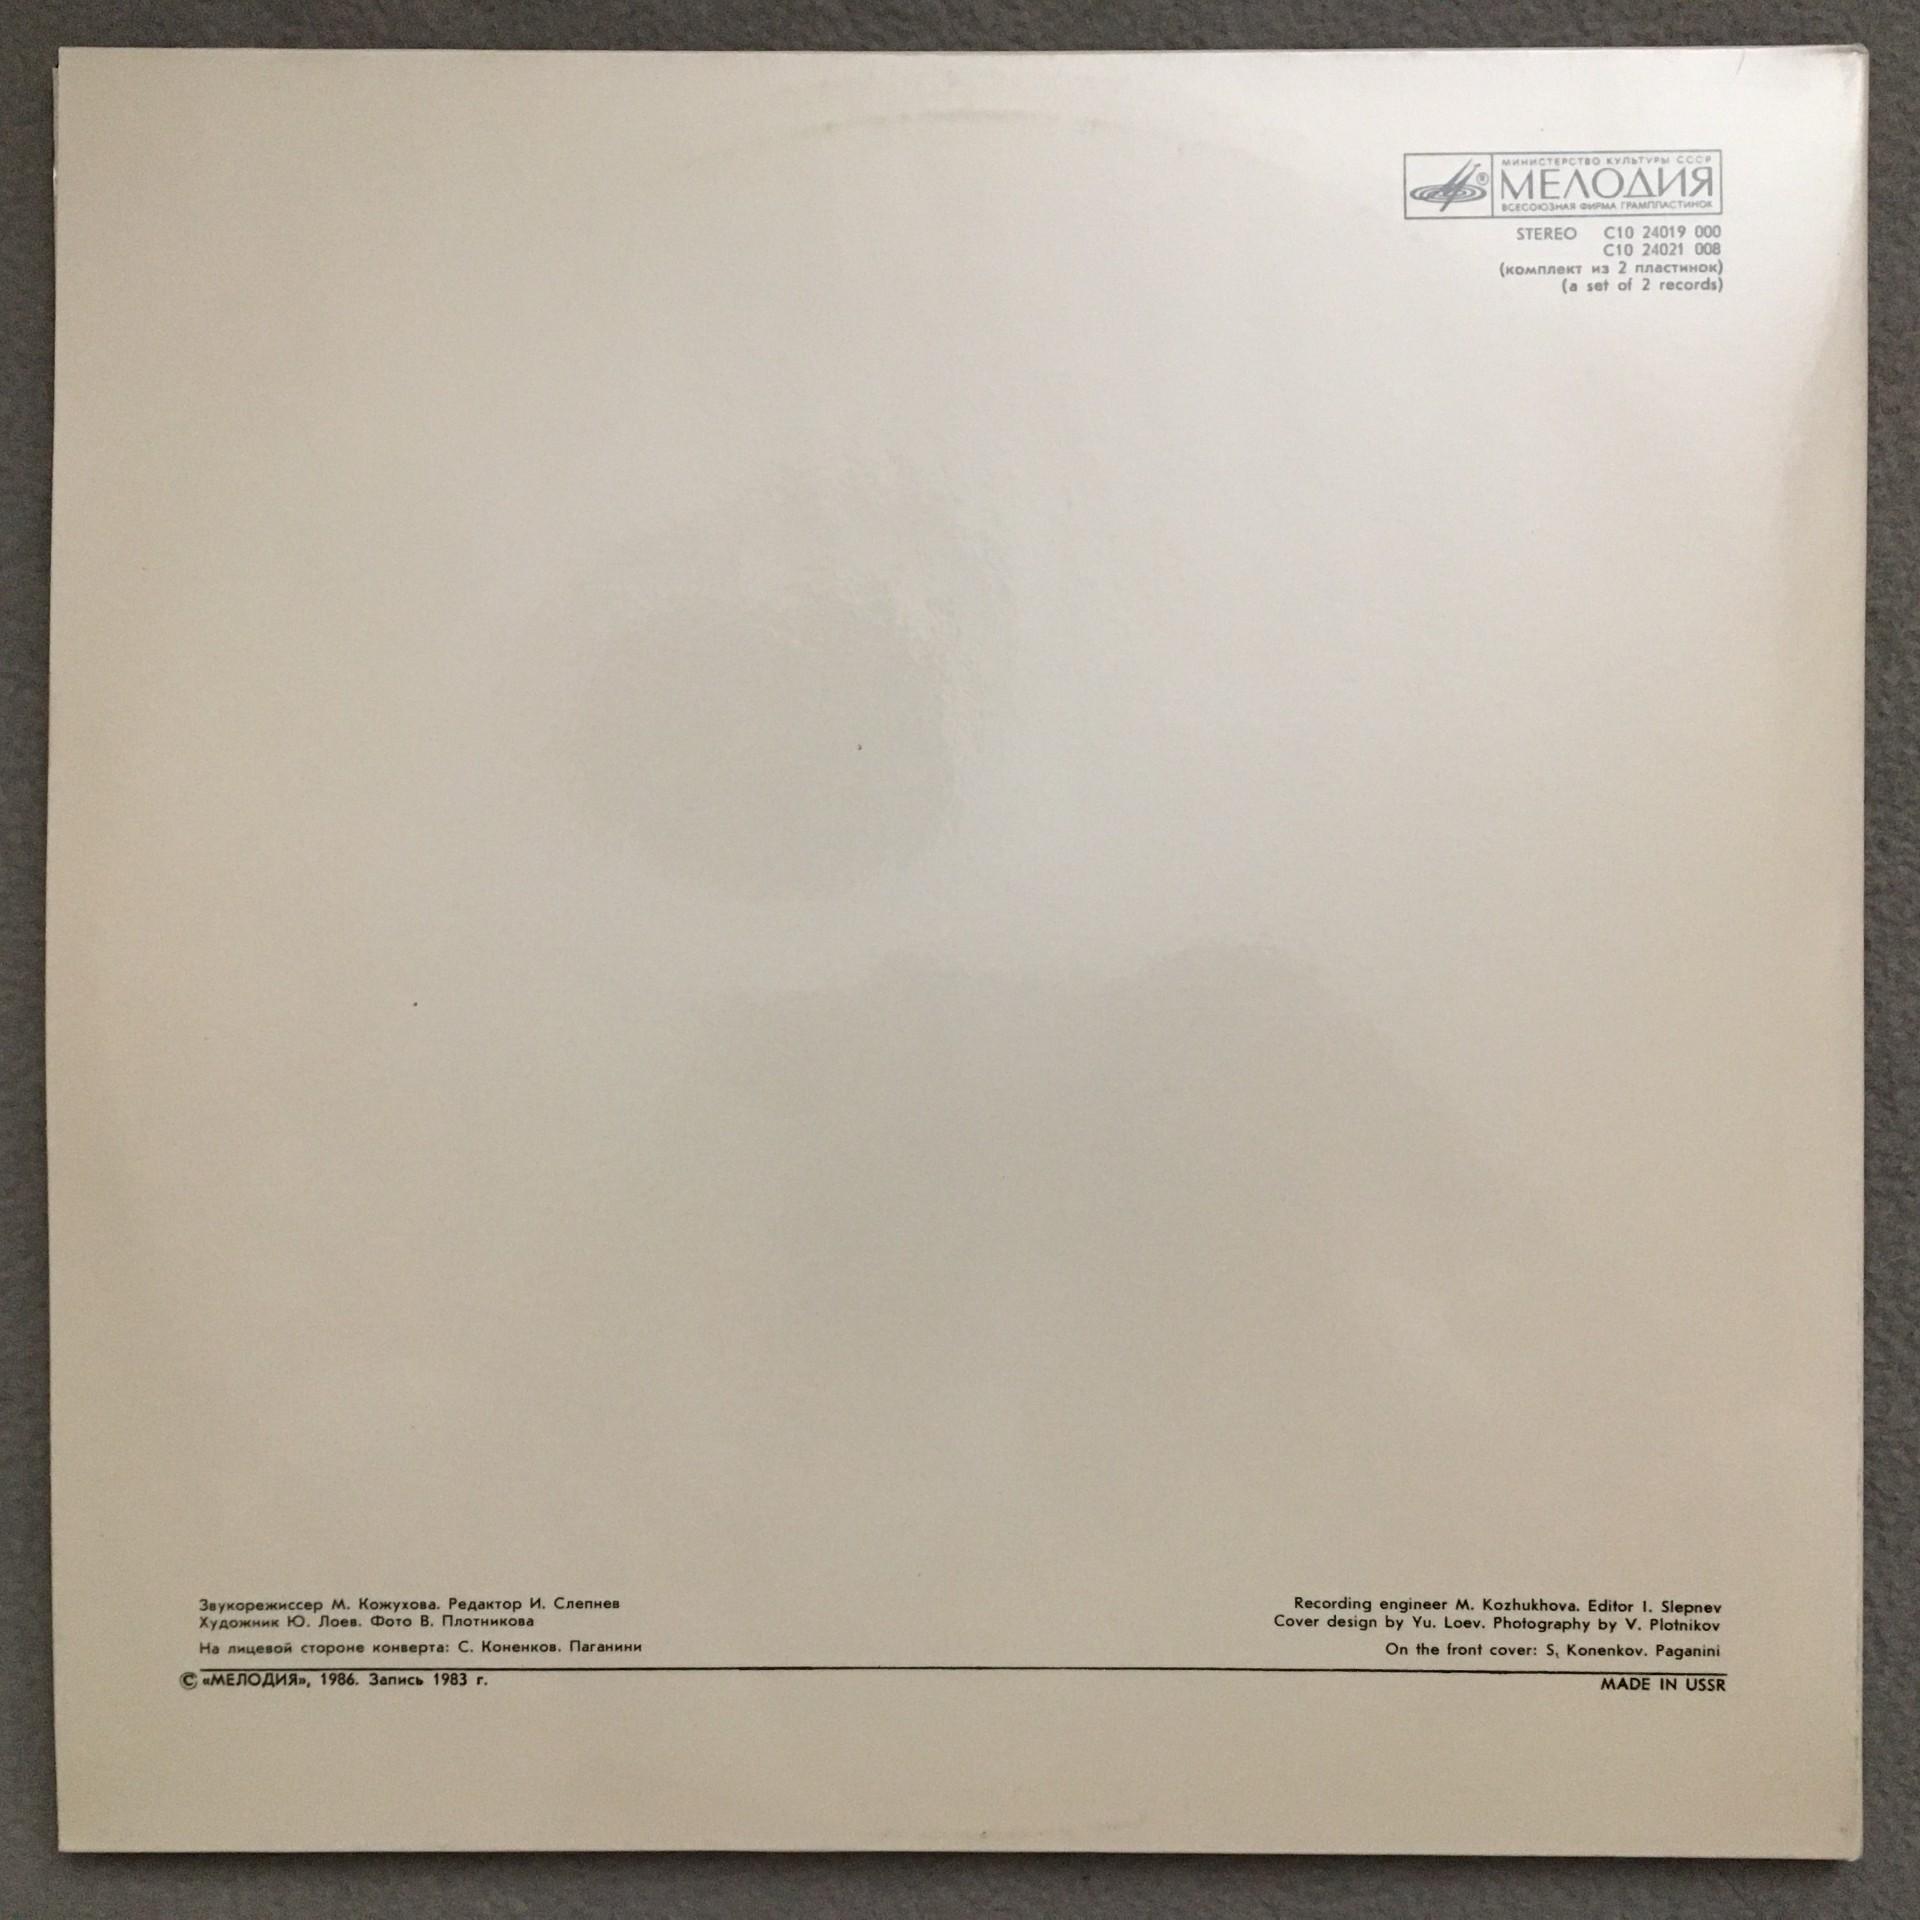 МИНИСТЕРСТВО КУЛЬТУРЫ СССР
МЕЛОДИЯ
ВСЕСОЮЗНАЯ ФИРМА ГРАМПЛАСТИНОК
STEREO С10 24019 000
С10 24021 008
(комплект из 2 пластинок)
(a set of 2 records)
Звукорежиссер М. Кожухова. Редактор И. Слепнев
Художник Ю. Лоев. Фото В. Плотникова
На лицевой стороне конверта: С. Коненков. Паганини
© «МЕЛОДИЯ», 1986. Запись 1983 г.
Recording engineer M. Kozhukhova. Editor I. Slepnev
Cover design by Yu. Loev. Photography by V. Plotnikov
On the front cover: S. Konenkov. Paganini
MADE IN USSR